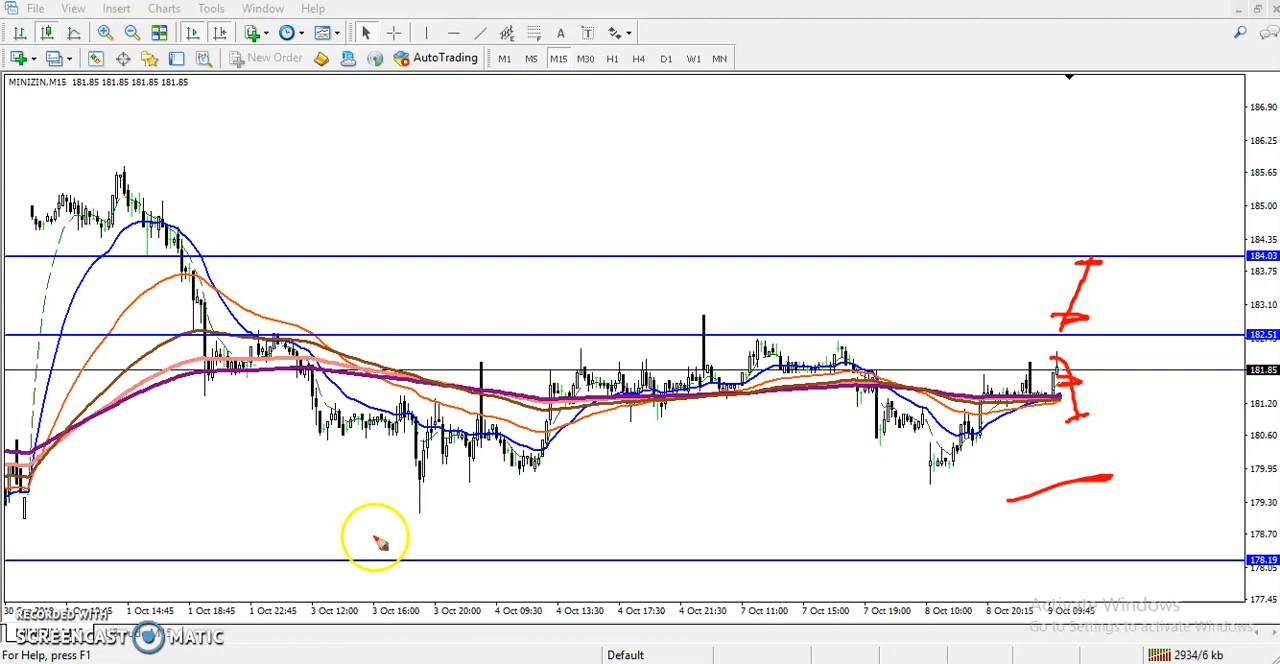 File View Insert Charts Tools Window Help
New Order AutoTrading M1 M5 M15 M30 H1 H4 D1 W1 MN
MINIZIN,M15 181.85 181.85 181.85 181.85
186.90
186.25
185.65
185.00
184.35
184.03
183.75
183.10
182.51
181.85
181.20
180.60
179.95
179.30
178.70
178.19
178.05
177.45
1 Oct 14:45 1 Oct 18:45 1 Oct 22:45 3 Oct 12:00 3 Oct 16:00 3 Oct 20:00 4 Oct 09:30 4 Oct 13:30 4 Oct 17:30 4 Oct 21:30 7 Oct 11:00 7 Oct 15:00 7 Oct 19:00 8 Oct 10:00 8 Oct 20:15 9 Oct 09:45
Activate Windows
Go to Settings to activate Windows.
RECORDED WITH
SCREENCAST MATIC
For Help, press F1 Default 2934/6 kb